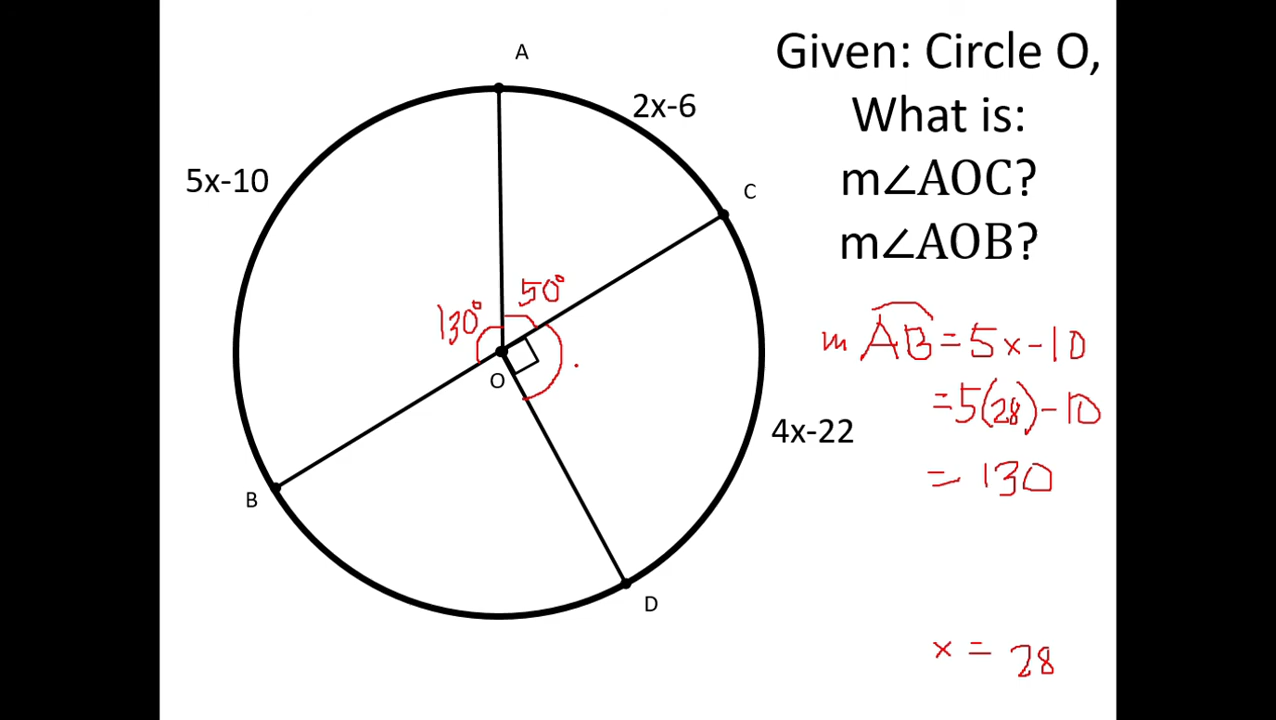 Given: Circle O,
What is:
m∠AOC?
m∠AOB?
A
2x-6
5x-10
C
50°
130°
O
4x-22
B
D
m AB = 5x-10
= 5(28)-10
= 130
x = 28